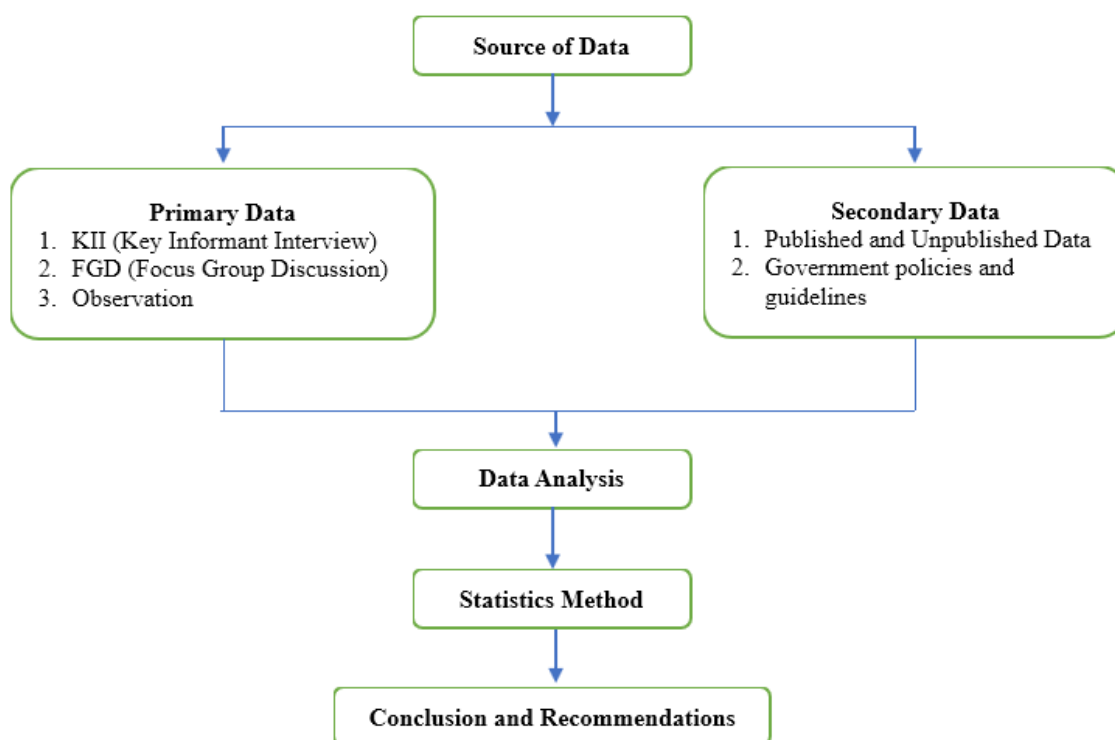 Source of Data
Primary Data
1. KII (Key Informant Interview)
2. FGD (Focus Group Discussion)
3. Observation
Secondary Data
1. Published and Unpublished Data
2. Government policies and
guidelines
Data Analysis
Statistics Method
Conclusion and Recommendations